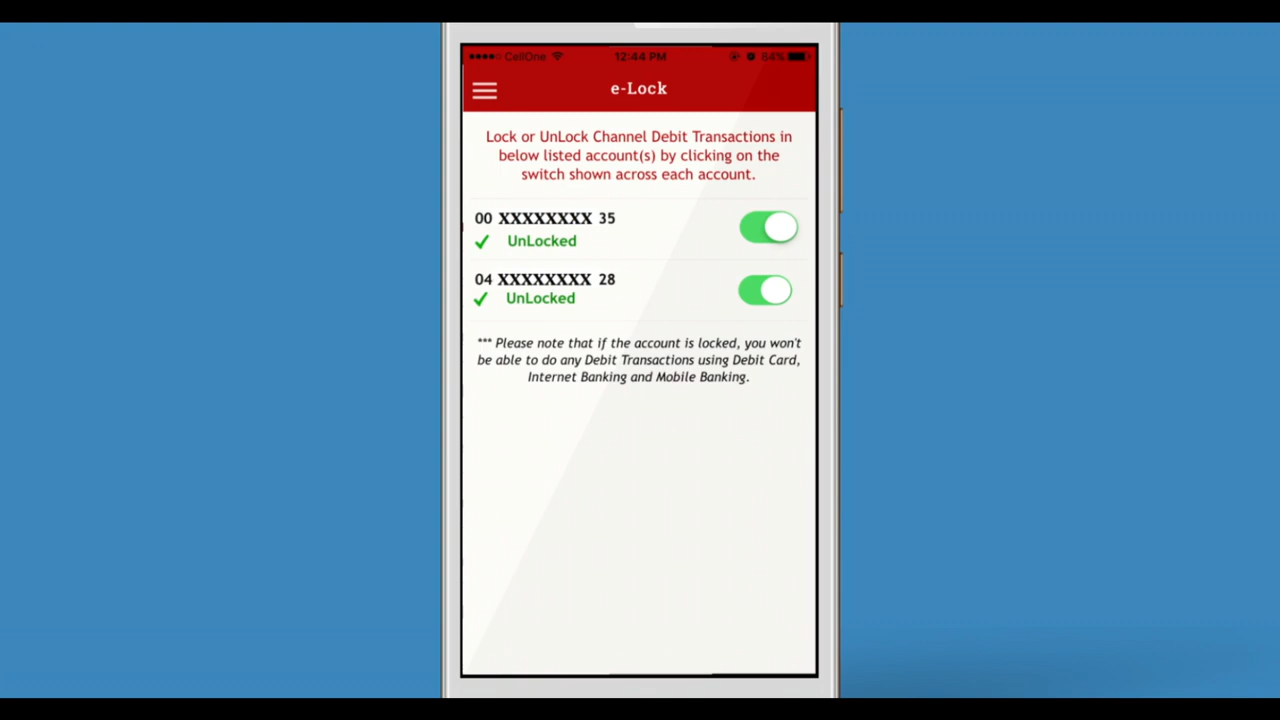 CellOne 12:44 PM 64%
e-Lock
Lock or UnLock Channel Debit Transactions in
below listed account(s) by clicking on the
switch shown across each account.
00 XXXXXXXX 35
UnLocked
04 XXXXXXXX 28
UnLocked
*** Please note that if the account is locked, you won't
be able to do any Debit Transactions using Debit Card,
Internet Banking and Mobile Banking.